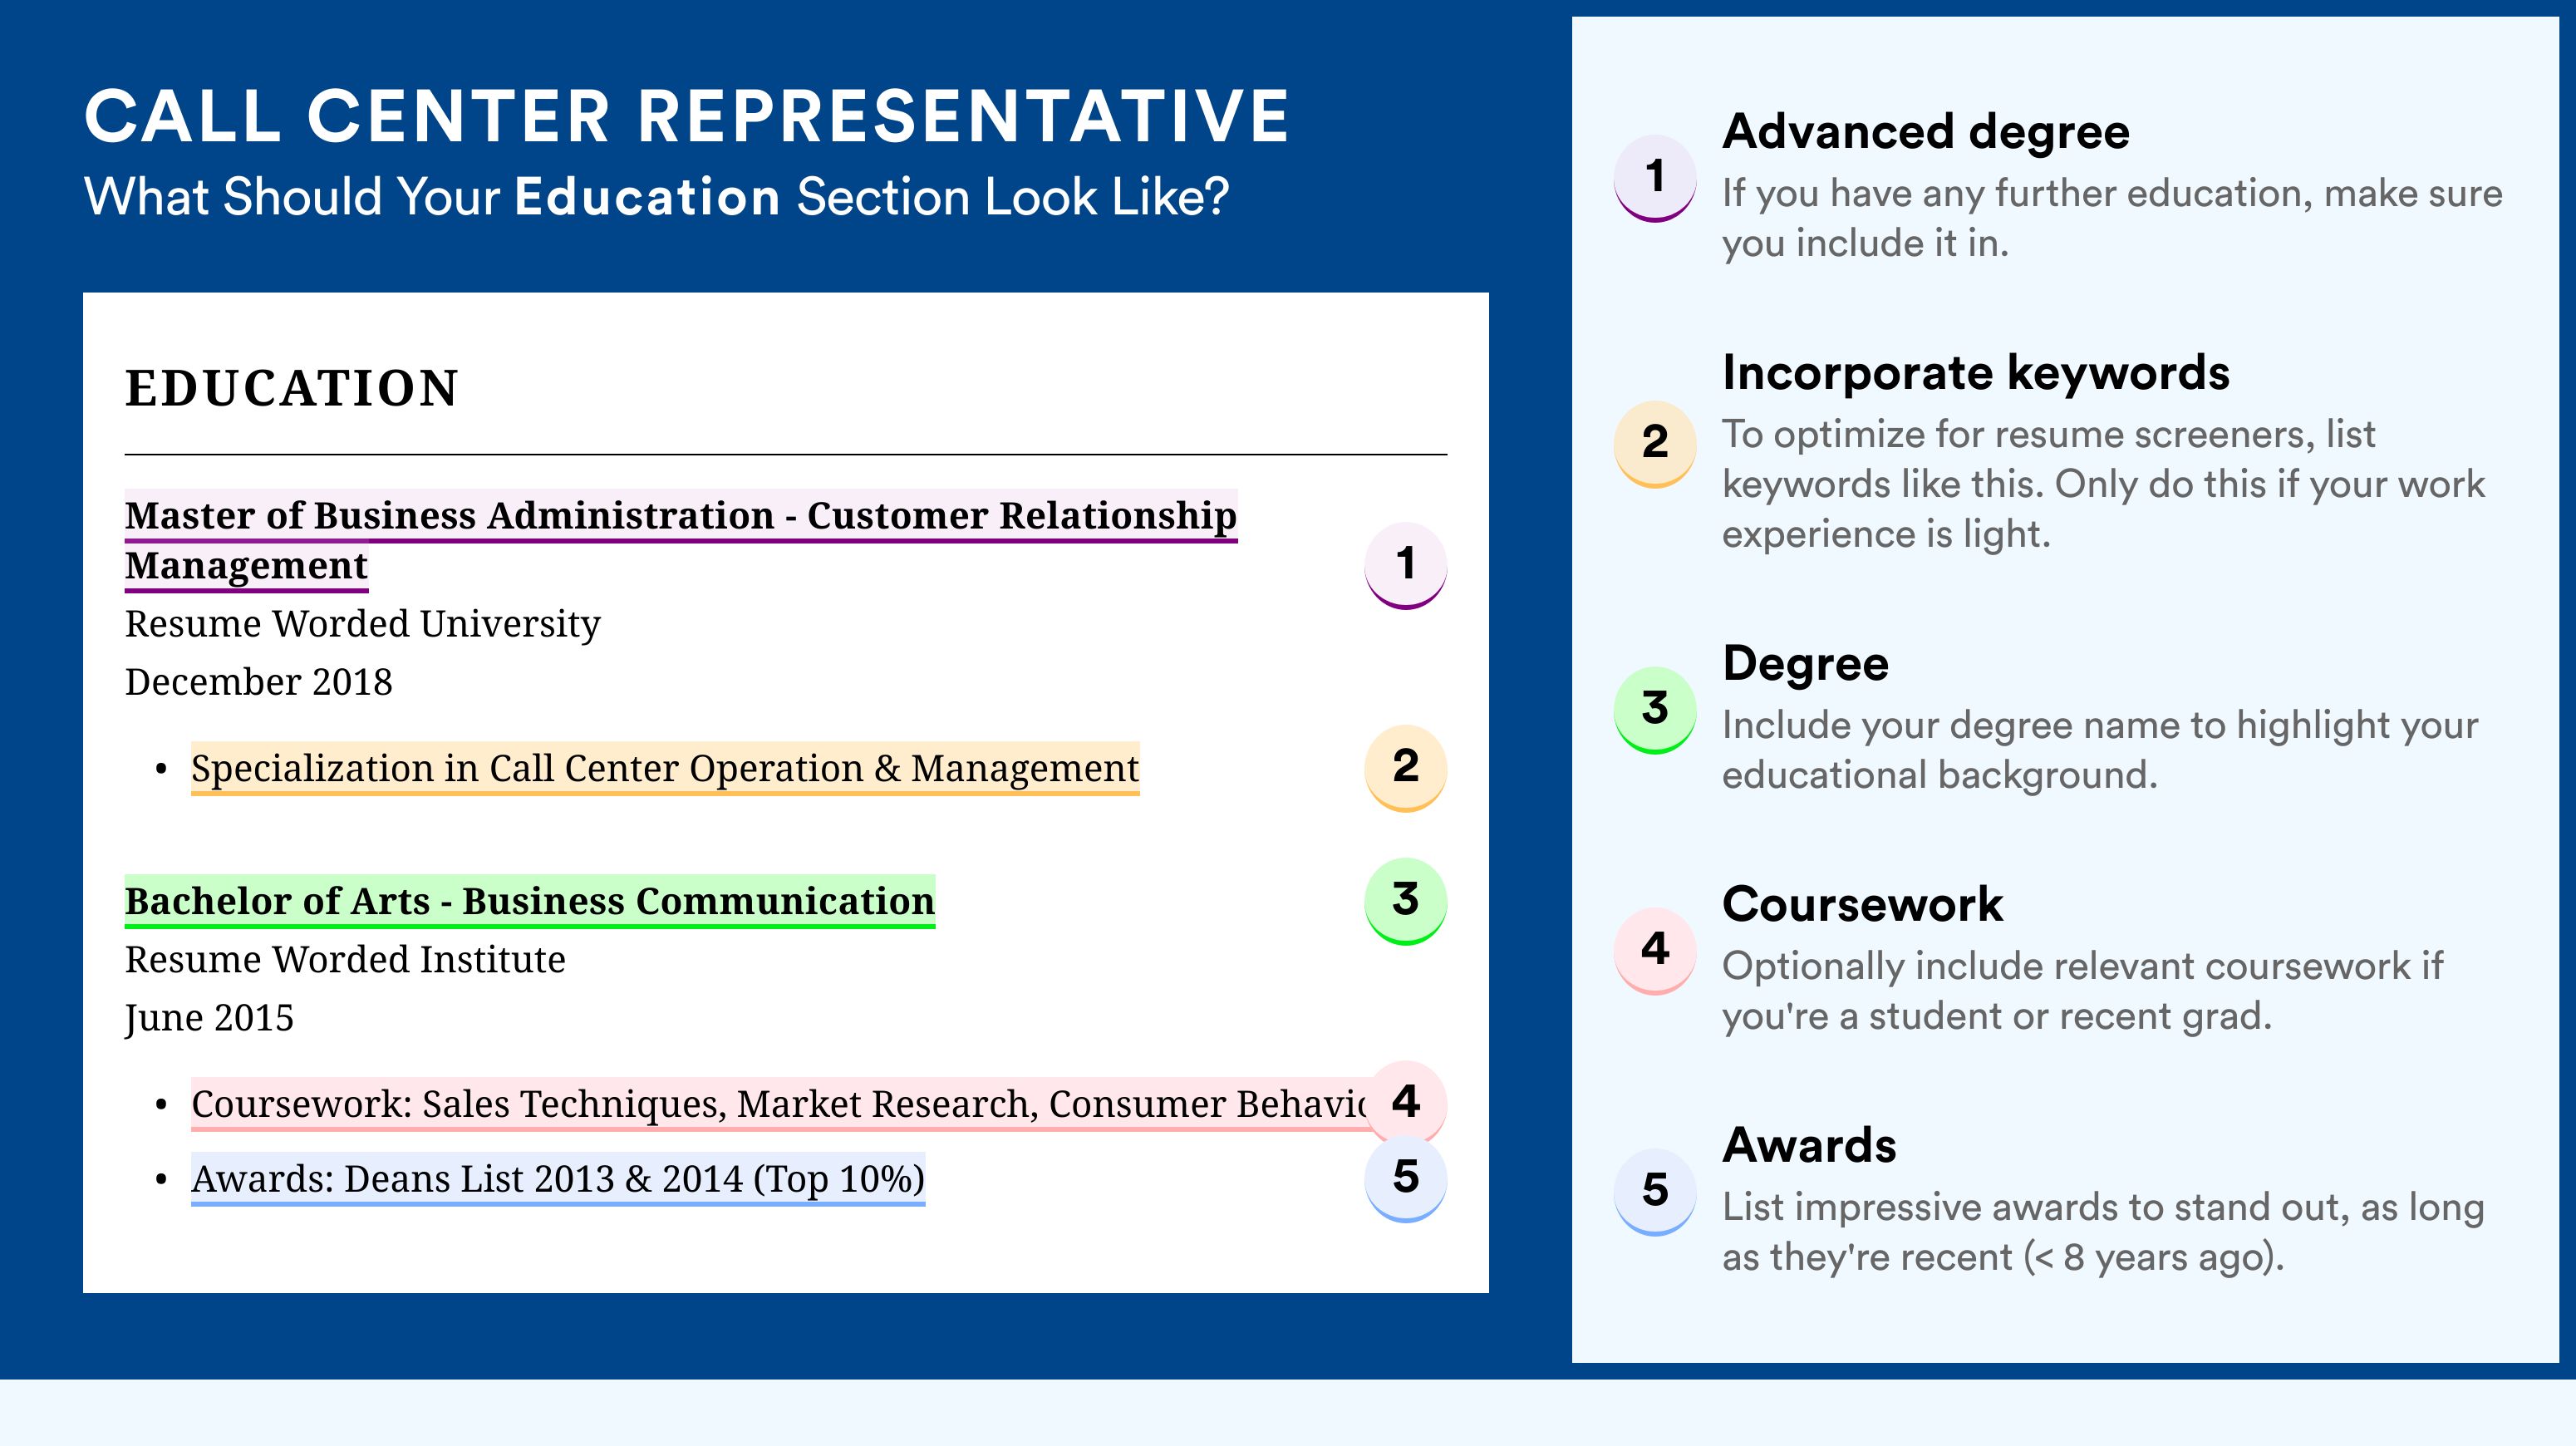 CALL CENTER REPRESENTATIVE
What Should Your Education Section Look Like?
EDUCATION
Master of Business Administration - Customer Relationship
Management
1
Resume Worded University
December 2018
• Specialization in Call Center Operation & Management
2
Bachelor of Arts - Business Communication
3
Resume Worded Institute
June 2015
• Coursework: Sales Techniques, Market Research, Consumer
4
• Awards: Deans List 2013 & 2014 (Top 10%)
5
1
Advanced degree
If you have any further education, make sure
you include it in.
2
Incorporate keywords
To optimize for resume screeners, list
keywords like this. Only do this if your work
experience is light.
3
Degree
Include your degree name to highlight your
educational background.
4
Coursework
Optionally include relevant coursework if
you're a student or recent grad.
5
Awards
List impressive awards to stand out, as long
as they're recent (< 8 years ago).